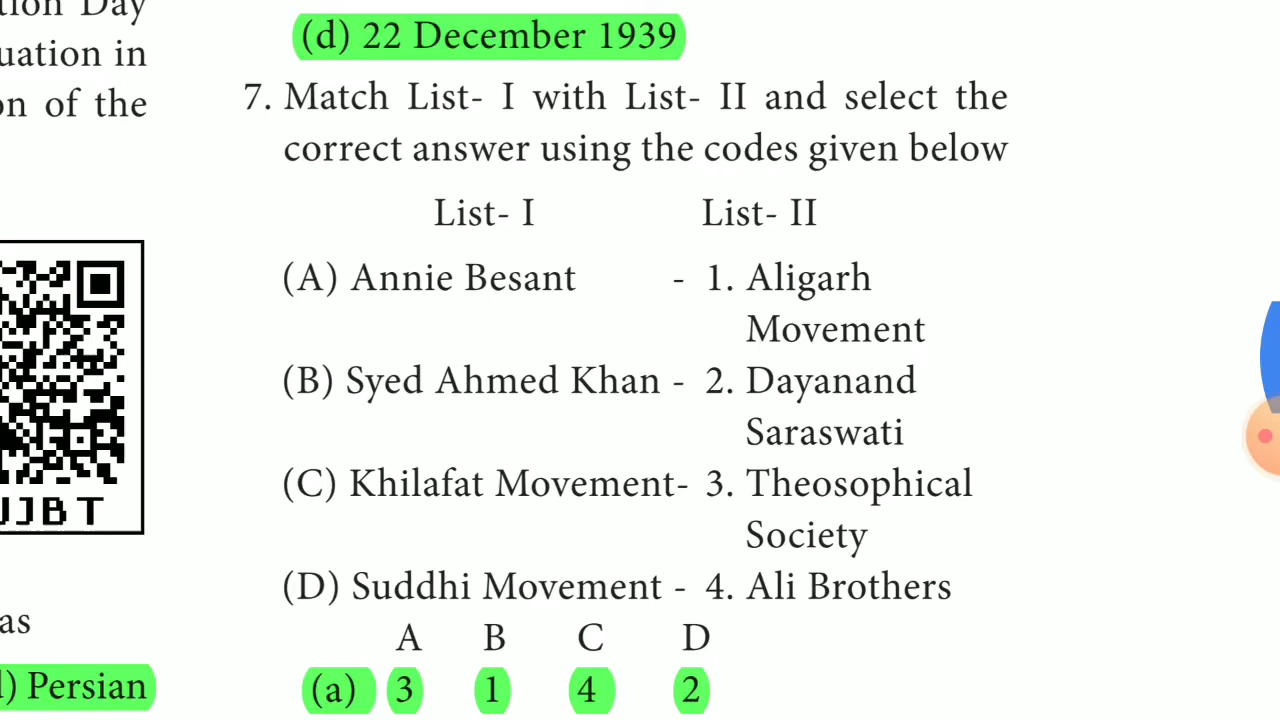 tion Day
uation in
on of the
JJBT
as
d) Persian
(d) 22 December 1939
7. Match List- I with List- II and select the
correct answer using the codes given below
List- I List- II
(A) Annie Besant - 1. Aligarh
Movement
(B) Syed Ahmed Khan - 2. Dayanand
Saraswati
(C) Khilafat Movement- 3. Theosophical
Society
(D) Suddhi Movement - 4. Ali Brothers
A B C D
(a) 3 1 4 2